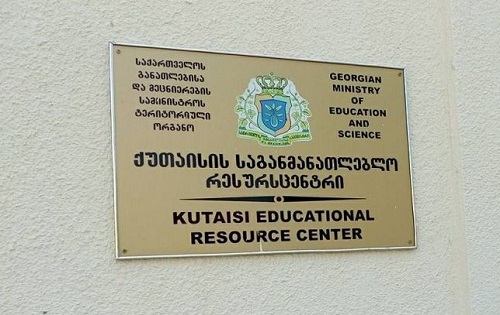 საქართველოს
განათლებისა
და მეცნიერების
სამინისტროს
ტერიტორიული
ორგანო
GEORGIAN
MINISTRY
OF
EDUCATION
AND
SCIENCE
ქუთაისის საგანმანათლებლო
რესურსცენტრი
KUTAISI EDUCATIONAL
RESOURCE CENTER